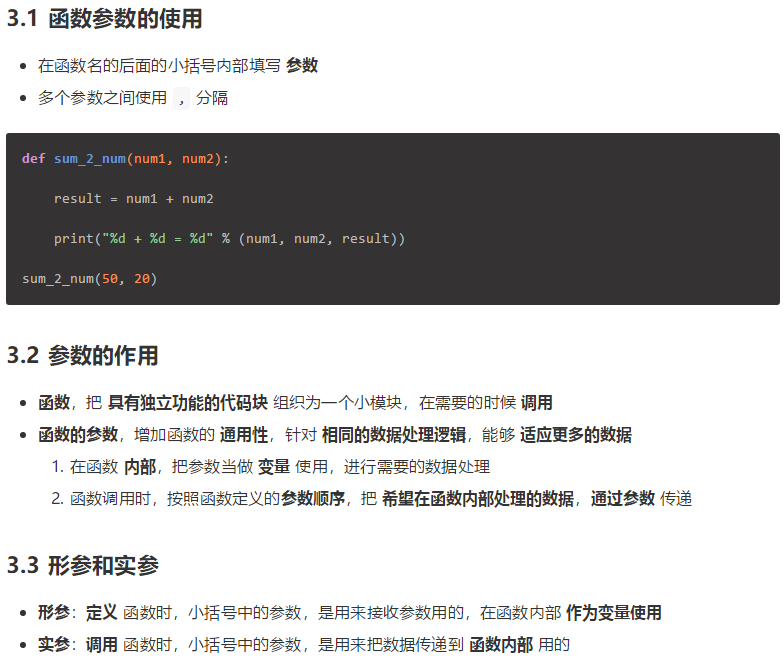 3.1 函数参数的使用
• 在函数名的后面的小括号内部填写 参数
• 多个参数之间使用 , 分隔
def sum_2_num(num1, num2):
    result = num1 + num2
    print("%d + %d = %d" % (num1, num2, result))
sum_2_num(50, 20)
3.2 参数的作用
• 函数，把 具有独立功能的代码块 组织为一个小模块，在需要的时候 调用
• 函数的参数，增加函数的 通用性，针对 相同的数据处理逻辑，能够 适应更多的数据
1. 在函数 内部，把参数当做 变量 使用，进行需要的数据处理
2. 函数调用时，按照函数定义的参数顺序，把 希望在函数内部处理的数据，通过参数 传递
3.3 形参和实参
• 形参：定义 函数时，小括号中的参数，是用来接收参数用的，在函数内部 作为变量使用
• 实参：调用 函数时，小括号中的参数，是用来把数据传递到 函数内部 用的